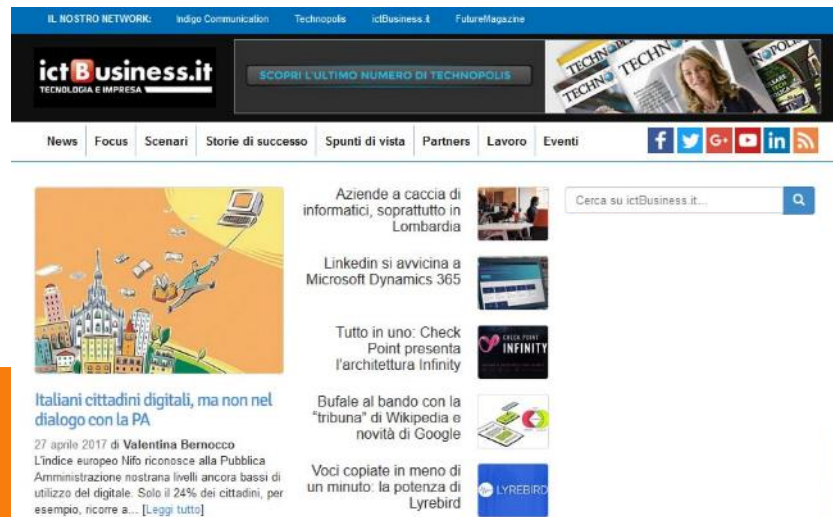 IL NOSTRO NETWORK: Indigo Communication Technopolis ictBusiness.it FutureMagazine
ictBusiness.it
TECNOLOGIA E IMPRESA
SCOPRI L'ULTIMO NUMERO DI TECHNOPOLIS
News Focus Scenari Storie di successo Spunti di vista Partners Lavoro Eventi
Cerca su ictBusiness.it...
Aziende a caccia di
informatici, soprattutto in
Lombardia
Linkedin si avvicina a
Microsoft Dynamics 365
Tutto in uno: Check
Point presenta
l'architettura Infinity
CHECK POINT
INFINITY
Bufale al bando con la
"tribuna" di Wikipedia e
novità di Google
Voci copiate in meno di
un minuto: la potenza di
Lyrebird
LYREBIRD
Italiani cittadini digitali, ma non nel
dialogo con la PA
27 aprile 2017 di Valentina Bernocco
L'indice europeo Nifo riconosce alla Pubblica
Amministrazione nostrana livelli ancora bassi di
utilizzo del digitale. Solo il 24% dei cittadini, per
esempio, ricorre a... [Leggi tutto]